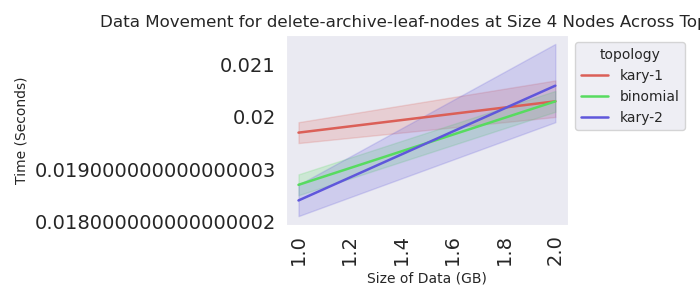 Data Movement for delete-archive-leaf-nodes at Size 4 Nodes Across
Time (Seconds)
0.021
0.02
0.019000000000000003
0.018000000000000002
1.0
1.2
1.4
1.6
1.8
2.0
Size of Data (GB)
topology
kary-1
binomial
kary-2